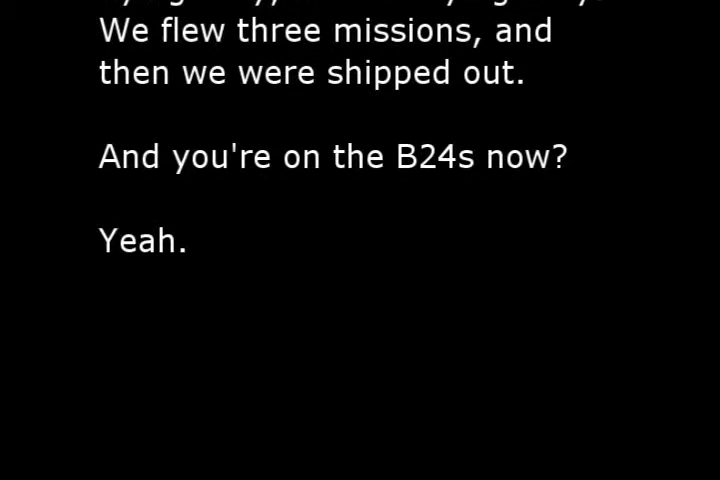 We flew three missions, and
then we were shipped out.
And you're on the B24s now?
Yeah.